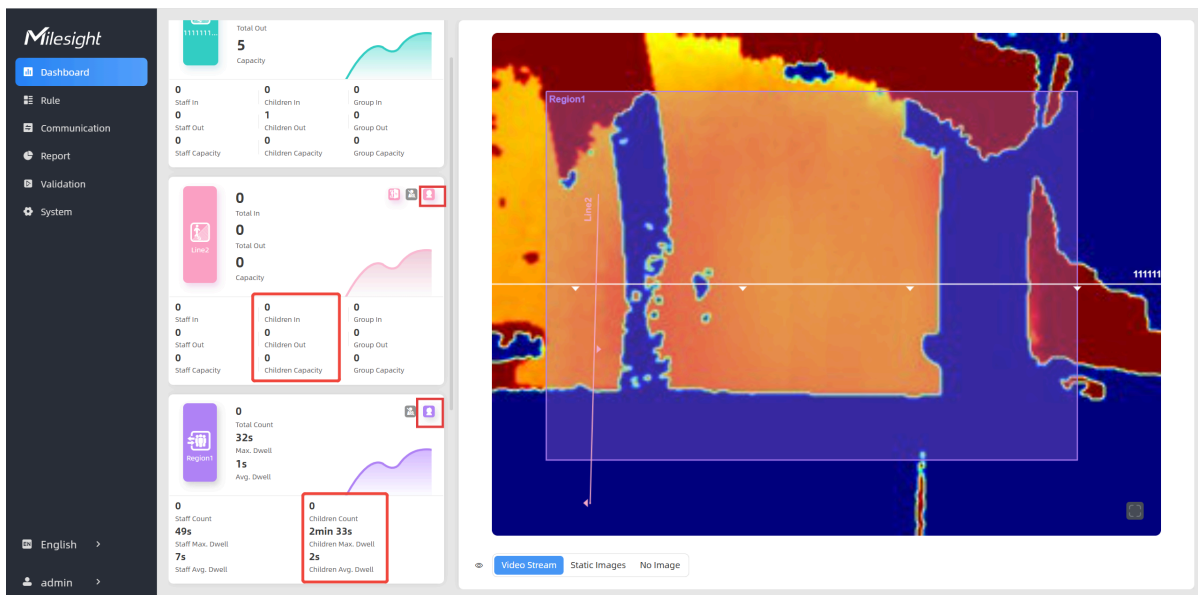 Milesight
Dashboard
Rule
Communication
Report
Validation
System
EN English >
admin >
1111111...
Total Out
5
Capacity
0 0 0
Staff In Children In Group In
0 1 0
Staff Out Children Out Group Out
0 0 0
Staff Capacity Children Capacity Group Capacity
Line2
0
Total In
0
Total Out
0
Capacity
0 0 0
Staff In Children In Group In
0 0 0
Staff Out Children Out Group Out
0 0 0
Staff Capacity Children Capacity Group Capacity
Region1
0
Total Count
32s
Max. Dwell
1s
Avg. Dwell
0 0
Staff Count Children Count
49s 2min 33s
Staff Max. Dwell Children Max. Dwell
7s 2s
Staff Avg. Dwell Children Avg. Dwell
Region1
Line2
111111
Video Stream Static Images No Image